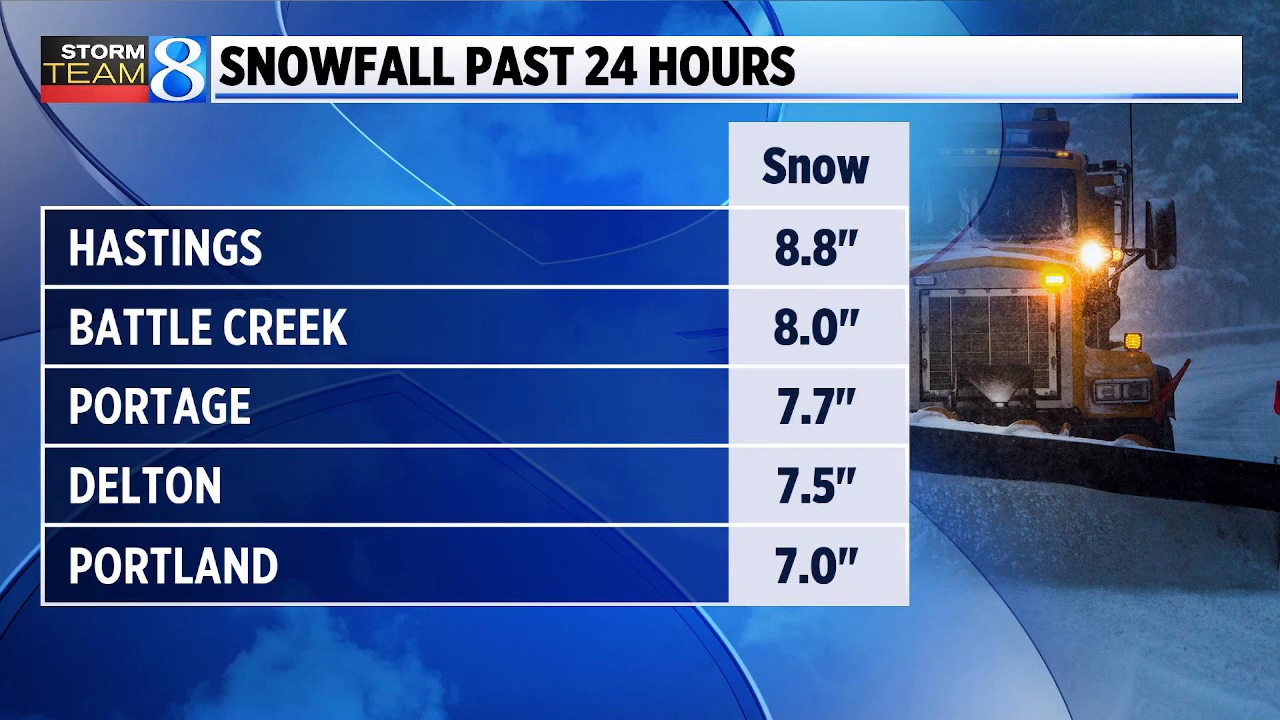 STORM
TEAM 8
SNOWFALL PAST 24 HOURS
Snow
HASTINGS 8.8"
BATTLE CREEK 8.0"
PORTAGE 7.7"
DELTON 7.5"
PORTLAND 7.0"